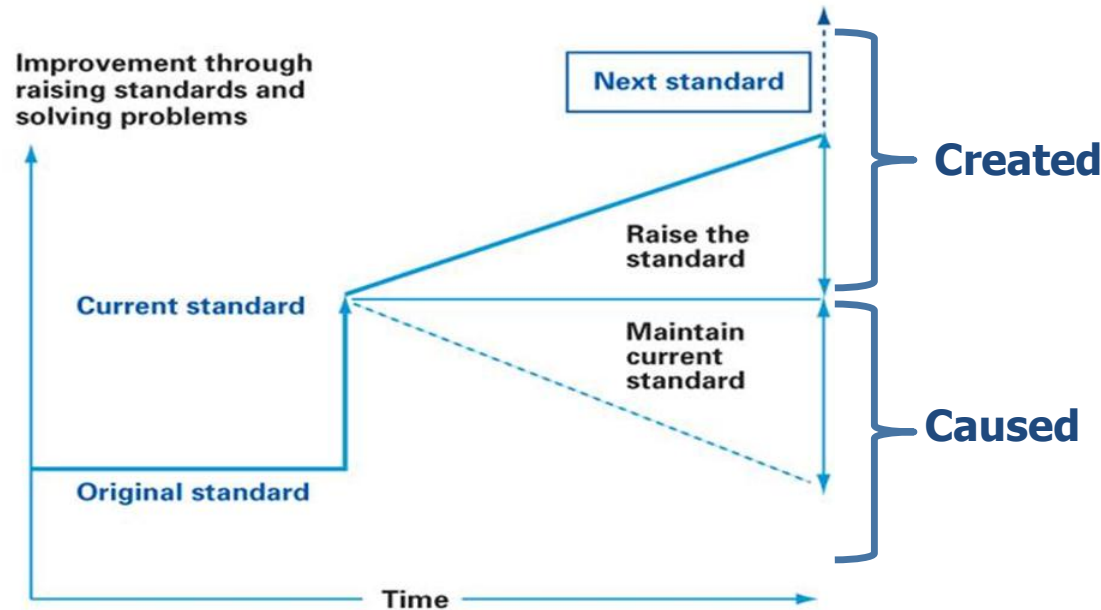 Improvement through
raising standards and
solving problems
Next standard
Created
Raise the
standard
Current standard
Maintain
current
standard
Caused
Original standard
Time